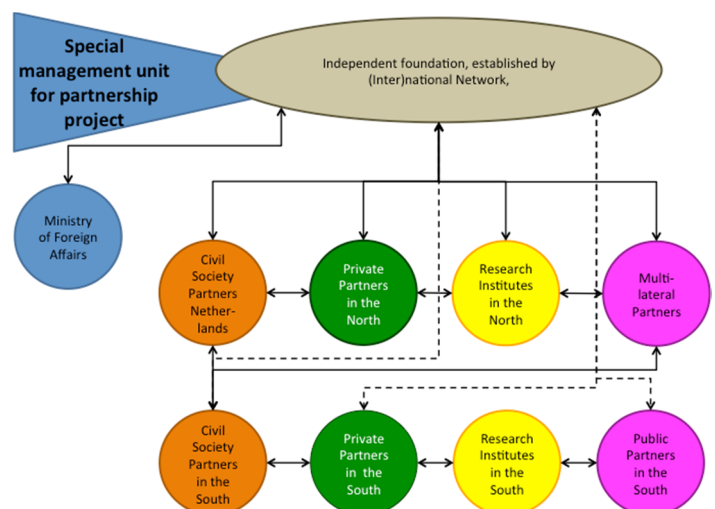 Special
management unit
for partnership
project
Independent foundation, established by
(Inter)national Network,
Ministry
of Foreign
Affairs
Civil
Society
Partners
Nether-
lands
Private
Partners
in the
North
Research
Institutes
in the
North
Multi-
lateral
Partners
Civil
Society
Partners
in the
South
Private
Partners
in the
South
Research
Institutes
in the
South
Public
Partners
in the
South